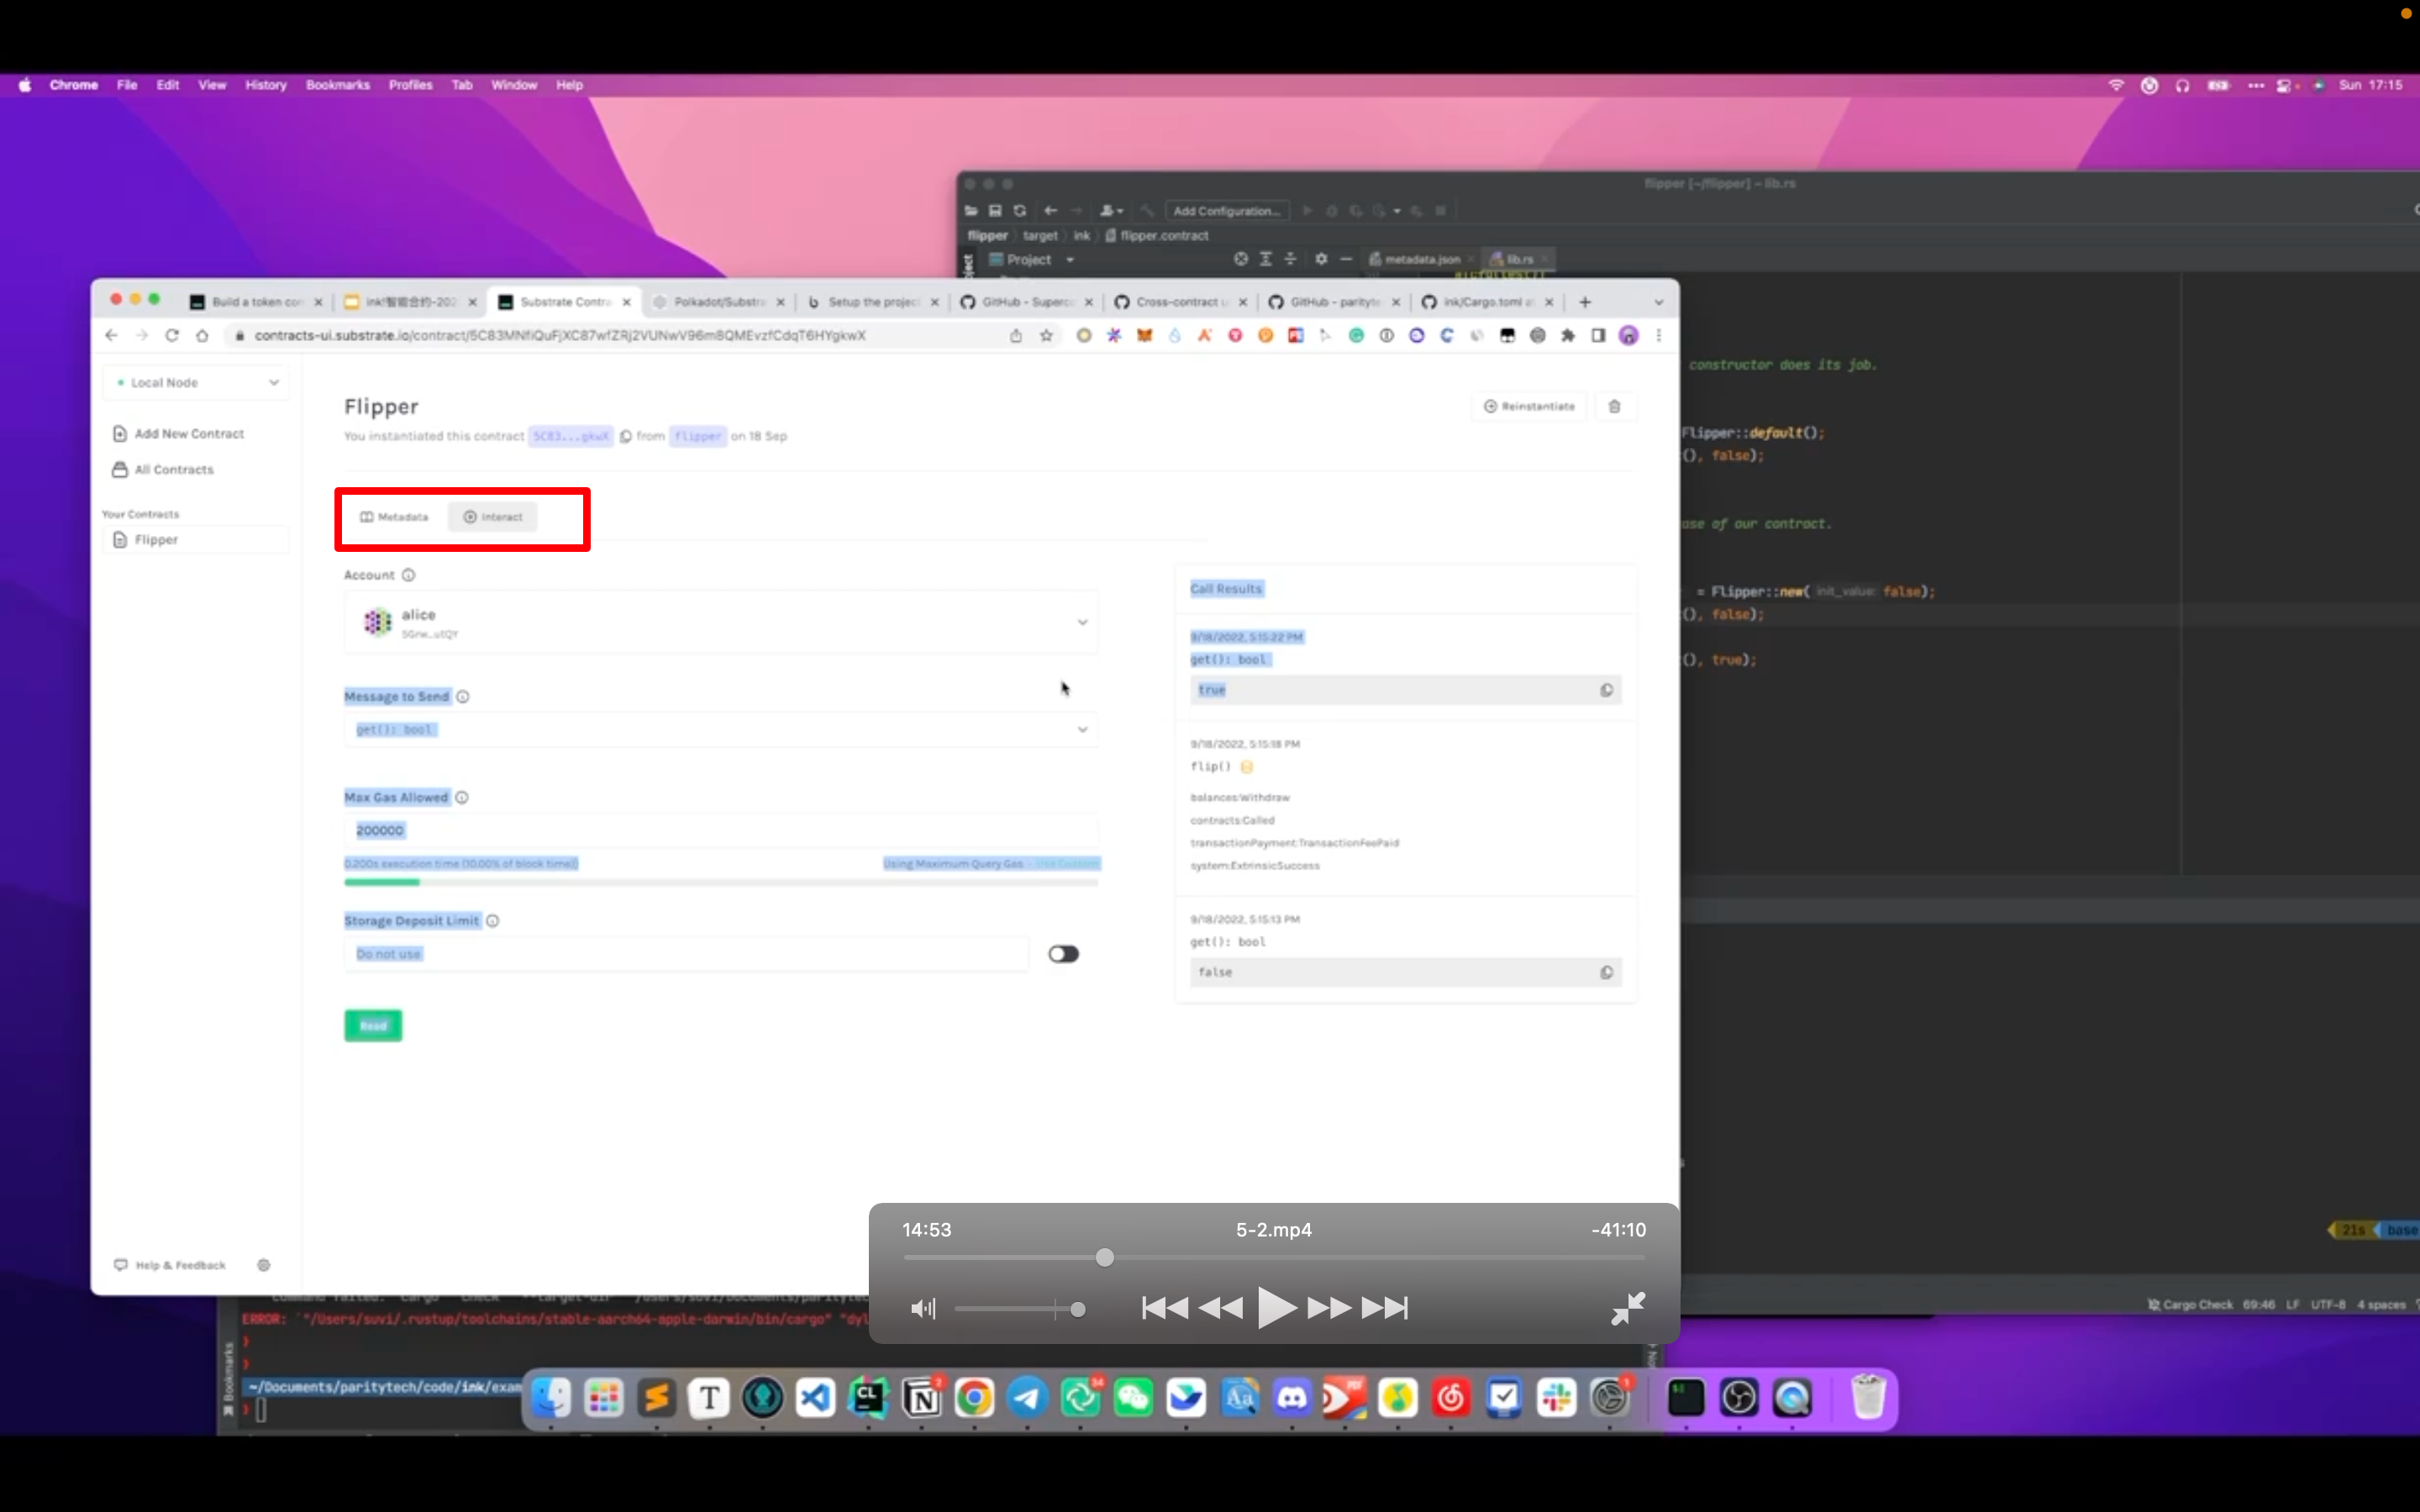 Chrome File Edit View History Bookmarks Profiles Tab Window Help
Sun 17:15
flipper [~/flipper] – lib.rs
Add Configuration...
flipper target ink flipper.contract
Project
metadata.json lib.rs
Build a token con
ink!智能合约-202
Substrate Contra
Polkadot/Substra
Setup the project
GitHub - Superc
Cross-contract u
GitHub - parityte
ink/Cargo.toml a
contracts-ui.substrate.io/contract/5C83MNfiQuFjXC87wfZRj2VUNwV96m8QMEvzfCdqT6HYgkwX
Local Node
Add New Contract
All Contracts
Your Contracts
Flipper
Help & Feedback
Flipper
Reinstantiate
You instantiated this contract 5C83...gkwX from flipper on 18 Sep
Metadata Interact
Account
alice
5Grw...utQY
Message to Send
get(): bool
Max Gas Allowed
200000
0.200s execution time (10.00% of block time)
Using Maximum Query Gas · Use Custom
Storage Deposit Limit
Do not use
Read
Call Results
9/18/2022, 5:15:22 PM
get(): bool
true
9/18/2022, 5:15:18 PM
flip()
balances:Withdraw
contracts:Called
transactionPayment:TransactionFeePaid
system:ExtrinsicSuccess
9/18/2022, 5:15:13 PM
get(): bool
false
constructor does its job.
Flipper::default();
(), false);
ase of our contract.
= Flipper::new( init_value: false);
(), false);
(), true);
21s base
Cargo Check 69:46 LF UTF-8 4 spaces
14:53 5-2.mp4 -41:10
ERROR: `"/Users/suvi/.rustup/toolchains/stable-aarch64-apple-darwin/bin/cargo" "dyl
~/Documents/paritytech/code/ink/exam
Bookmarks